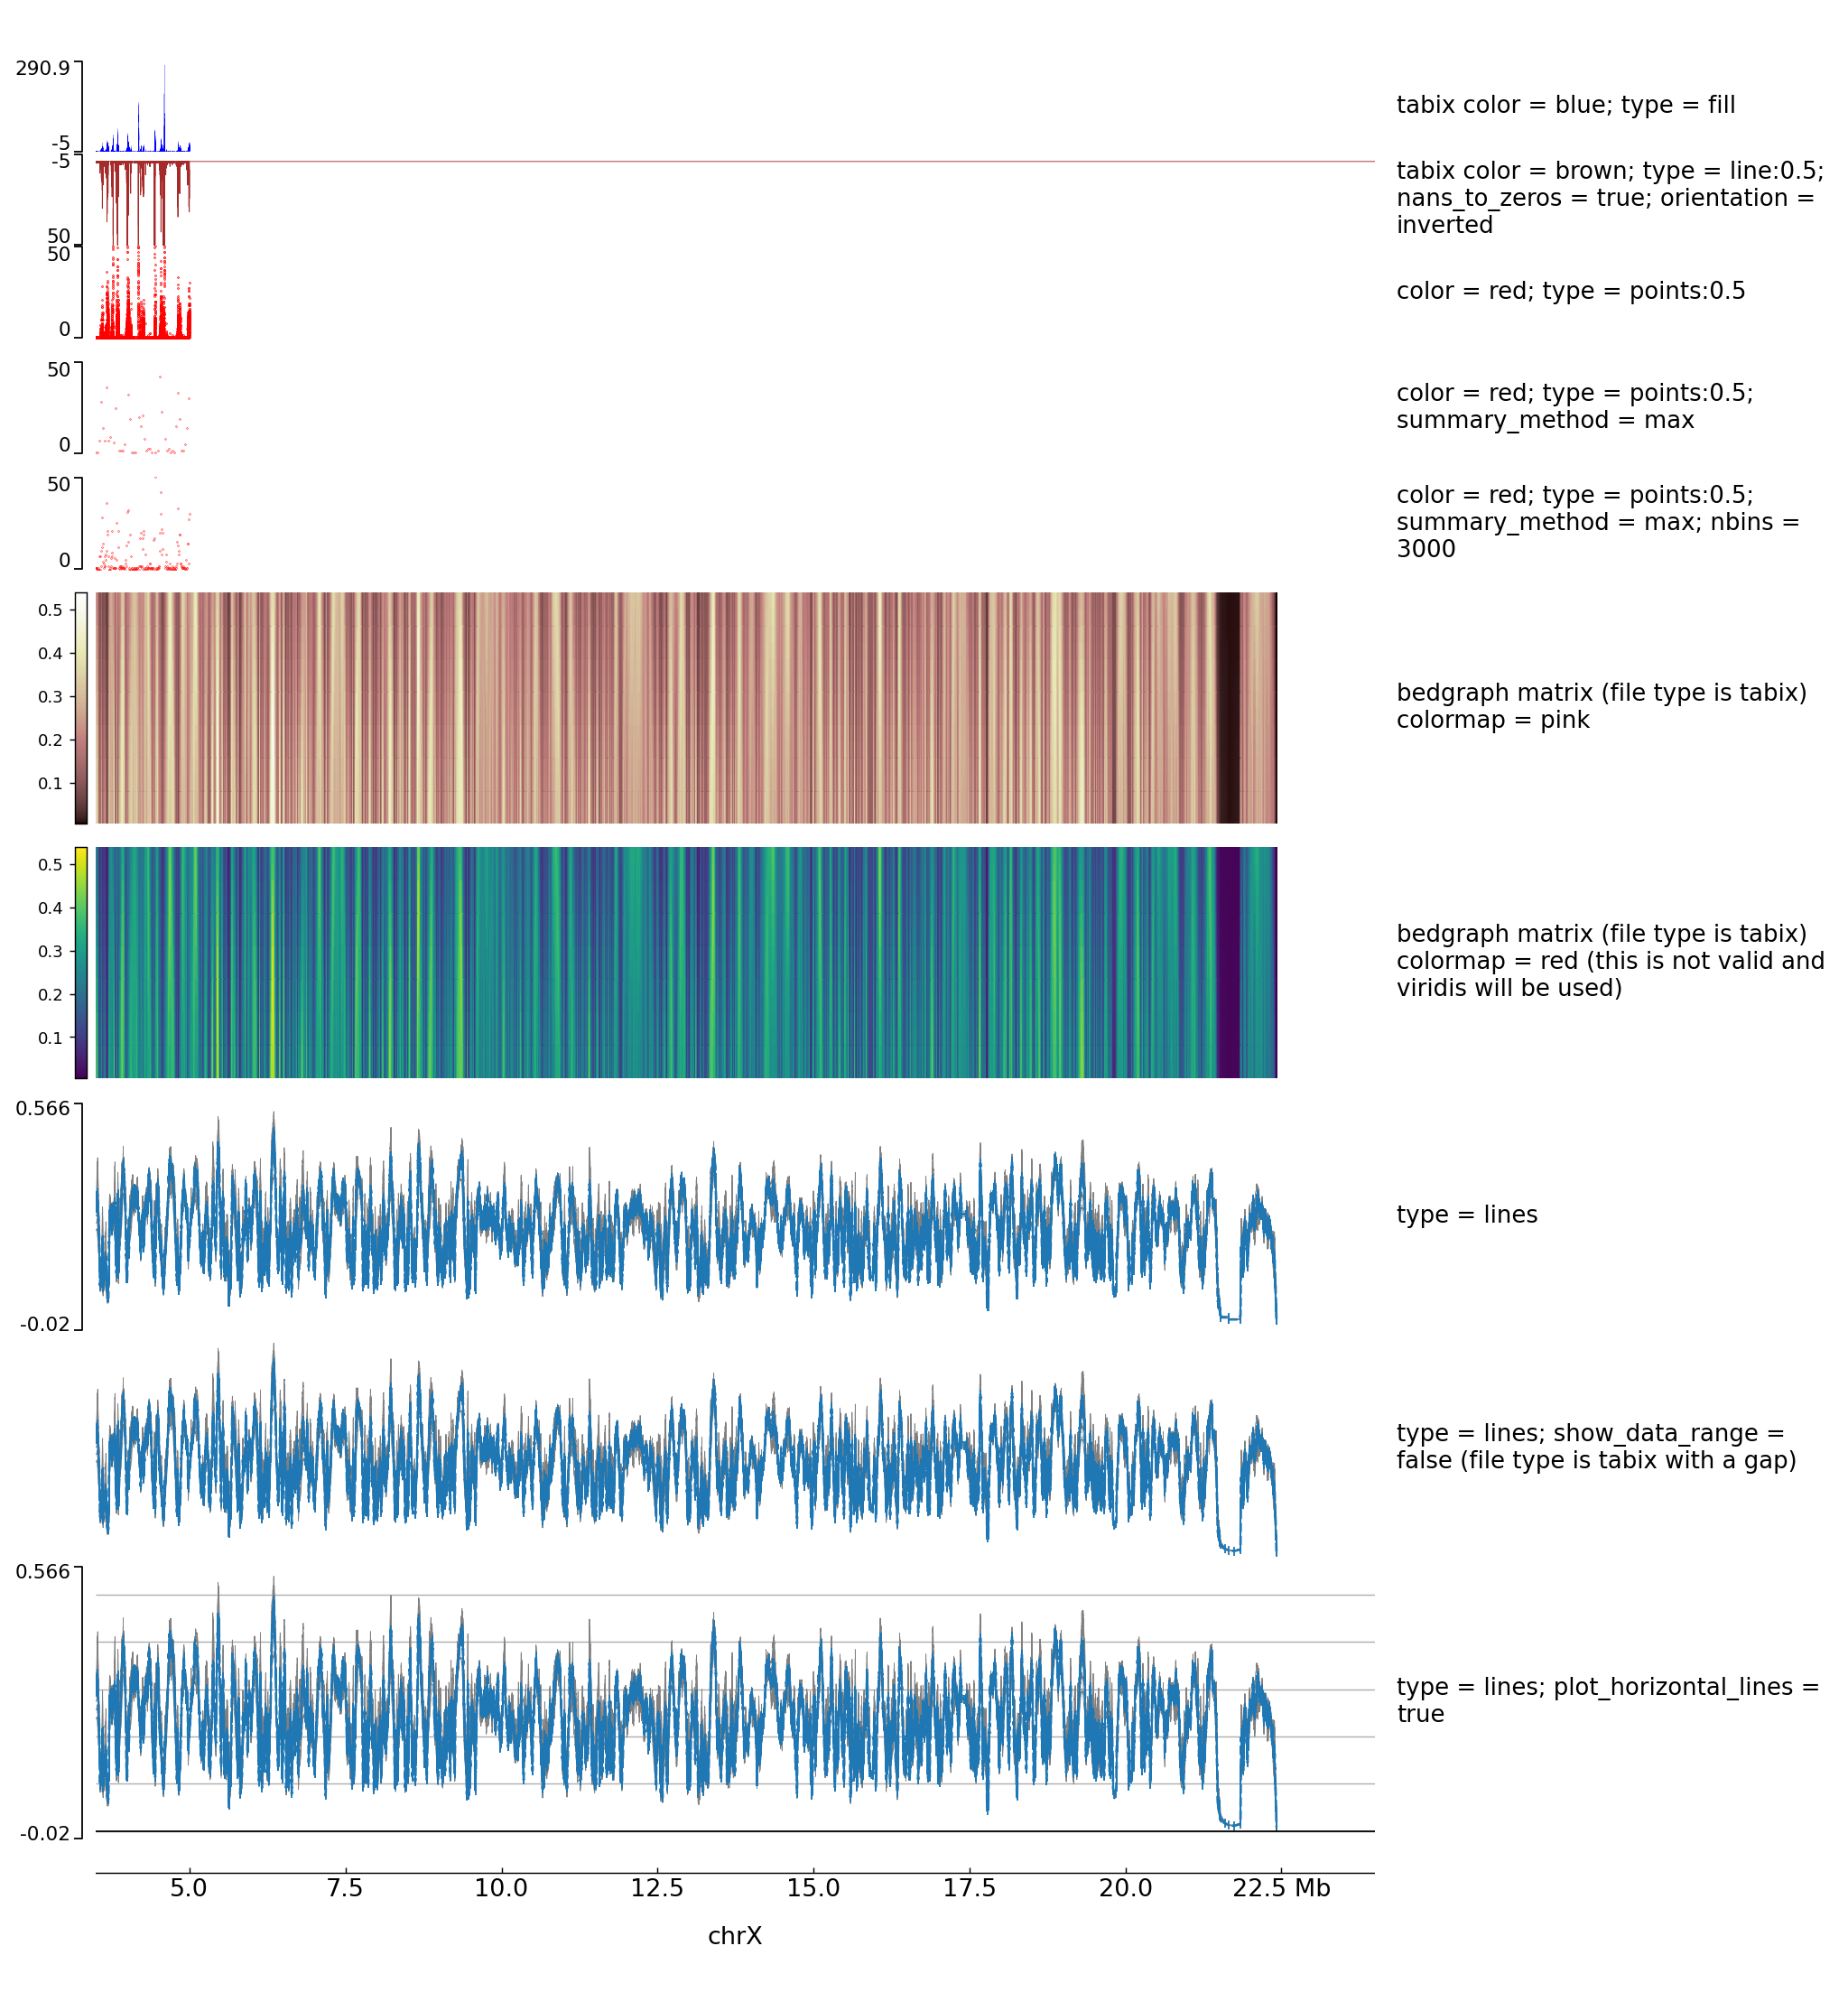 290.9
tabix color = blue; type = fill
-5
-5
tabix color = brown; type = line:0.5;
nans_to_zeros = true; orientation =
inverted
50
50
color = red; type = points:0.5
0
50
color = red; type = points:0.5;
summary_method = max
0
50
color = red; type = points:0.5;
summary_method = max; nbins =
3000
0
0.5
0.4
0.3
0.2
0.1
bedgraph matrix (file type is tabix)
colormap = pink
0.5
0.4
0.3
0.2
0.1
bedgraph matrix (file type is tabix)
colormap = red (this is not valid and
viridis will be used)
0.566
type = lines
-0.02
type = lines; show_data_range =
false (file type is tabix with a gap)
0.566
type = lines; plot_horizontal_lines =
true
-0.02
5.0 7.5 10.0 12.5 15.0 17.5 20.0 22.5 Mb
chrX